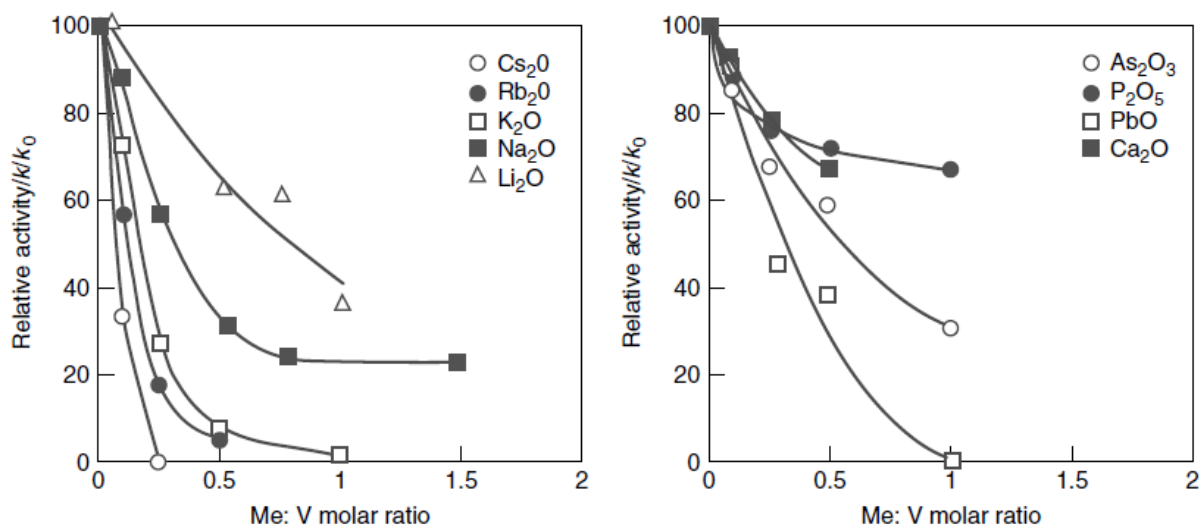 100
80
60
40
20
0
Relative activity/k/k₀
0
0.5
1
1.5
2
Me: V molar ratio
Cs₂0
Rb₂0
K₂O
Na₂O
Li₂O
100
80
60
40
20
0
Relative activity/k/k₀
0
0.5
1
1.5
2
Me: V molar ratio
As₂O₃
P₂O₅
PbO
Ca₂O